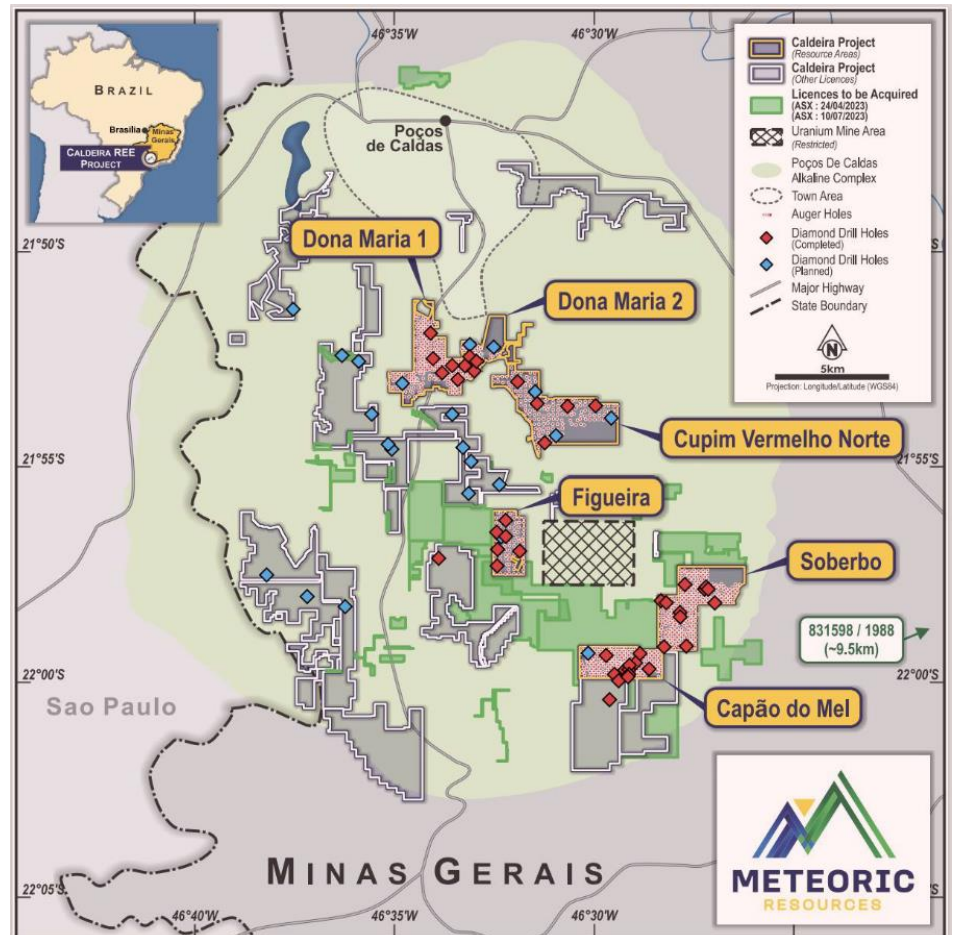 46°35'W
46°30'W
BRAZIL
Brasília
Minas
Gerais
CALDEIRA REE
PROJECT
Poços
de Caldas
Caldeira Project
(Resource Areas)
Caldeira Project
(Other Licences)
Licences to be Acquired
(ASX : 24/04/2023)
(ASX : 10/07/2023)
Uranium Mine Area
(Restricted)
Poços De Caldas
Alkaline Complex
Town Area
Auger Holes
Diamond Drill Holes
(Completed)
Diamond Drill Holes
(Planned)
Major Highway
State Boundary
N
5km
Projection: Longitude/Latitude (WGS84)
21°50'S
21°50'S
Dona Maria 1
Dona Maria 2
Cupim Vermelho Norte
21°55'S
21°55'S
Figueira
Soberbo
831598 / 1988
(~9.5km)
22°00'S
22°00'S
Sao Paulo
Capão do Mel
MINAS GERAIS
METEORIC
RESOURCES
22°05'S
22°05'S
46°40'W
46°35'W
46°30'W